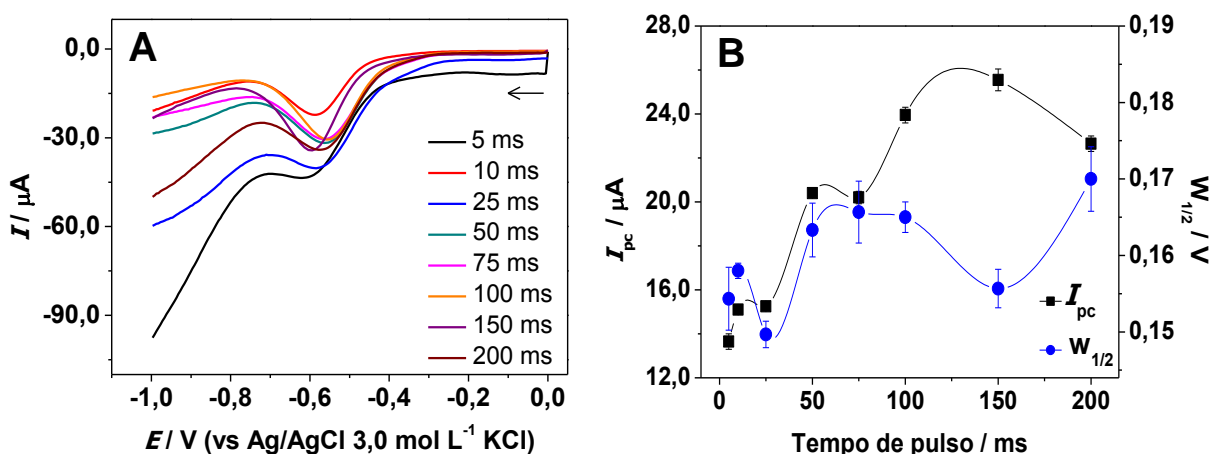 A
0,0
-30,0
-60,0
-90,0
I / μA
-1,0 -0,8 -0,6 -0,4 -0,2 0,0
E / V (vs Ag/AgCl 3,0 mol L⁻¹ KCl)
5 ms
10 ms
25 ms
50 ms
75 ms
100 ms
150 ms
200 ms
B
28,0
24,0
20,0
16,0
12,0
I_pc / μA
0 50 100 150 200
Tempo de pulso / ms
0,19
0,18
0,17
0,16
0,15
W_1/2 / V
I_pc
W_1/2